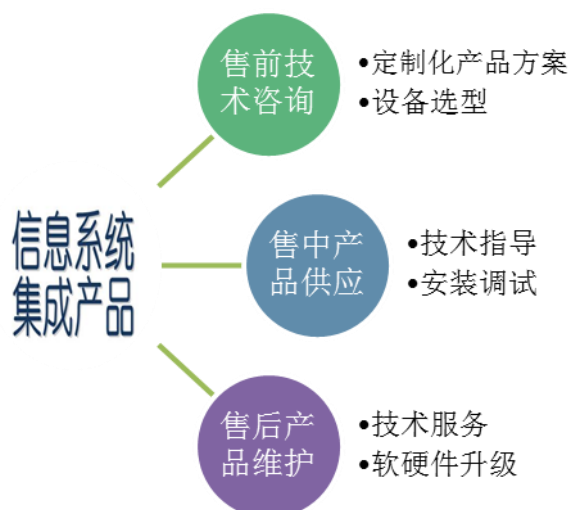 售前技
术咨询
•定制化产品方案
•设备选型
信息系统
集成产品
售中产
品供应
•技术指导
•安装调试
售后产
品维护
•技术服务
•软硬件升级